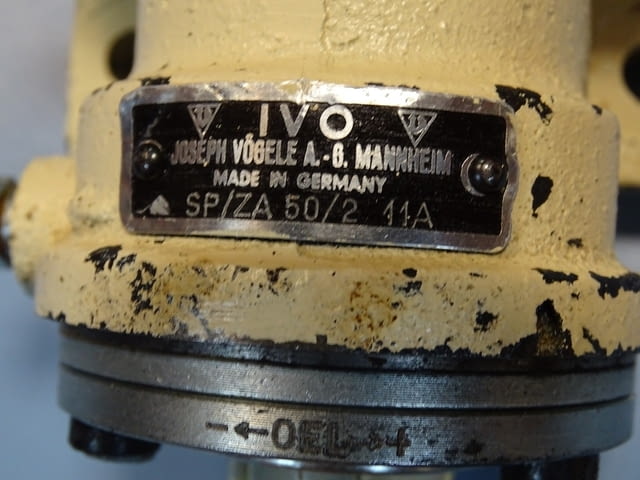 IVO
JOSEPH VÖGELE A.-G. MANNHEIM
MADE IN GERMANY
SP/ZA 50/2 11A
-←OEL→+